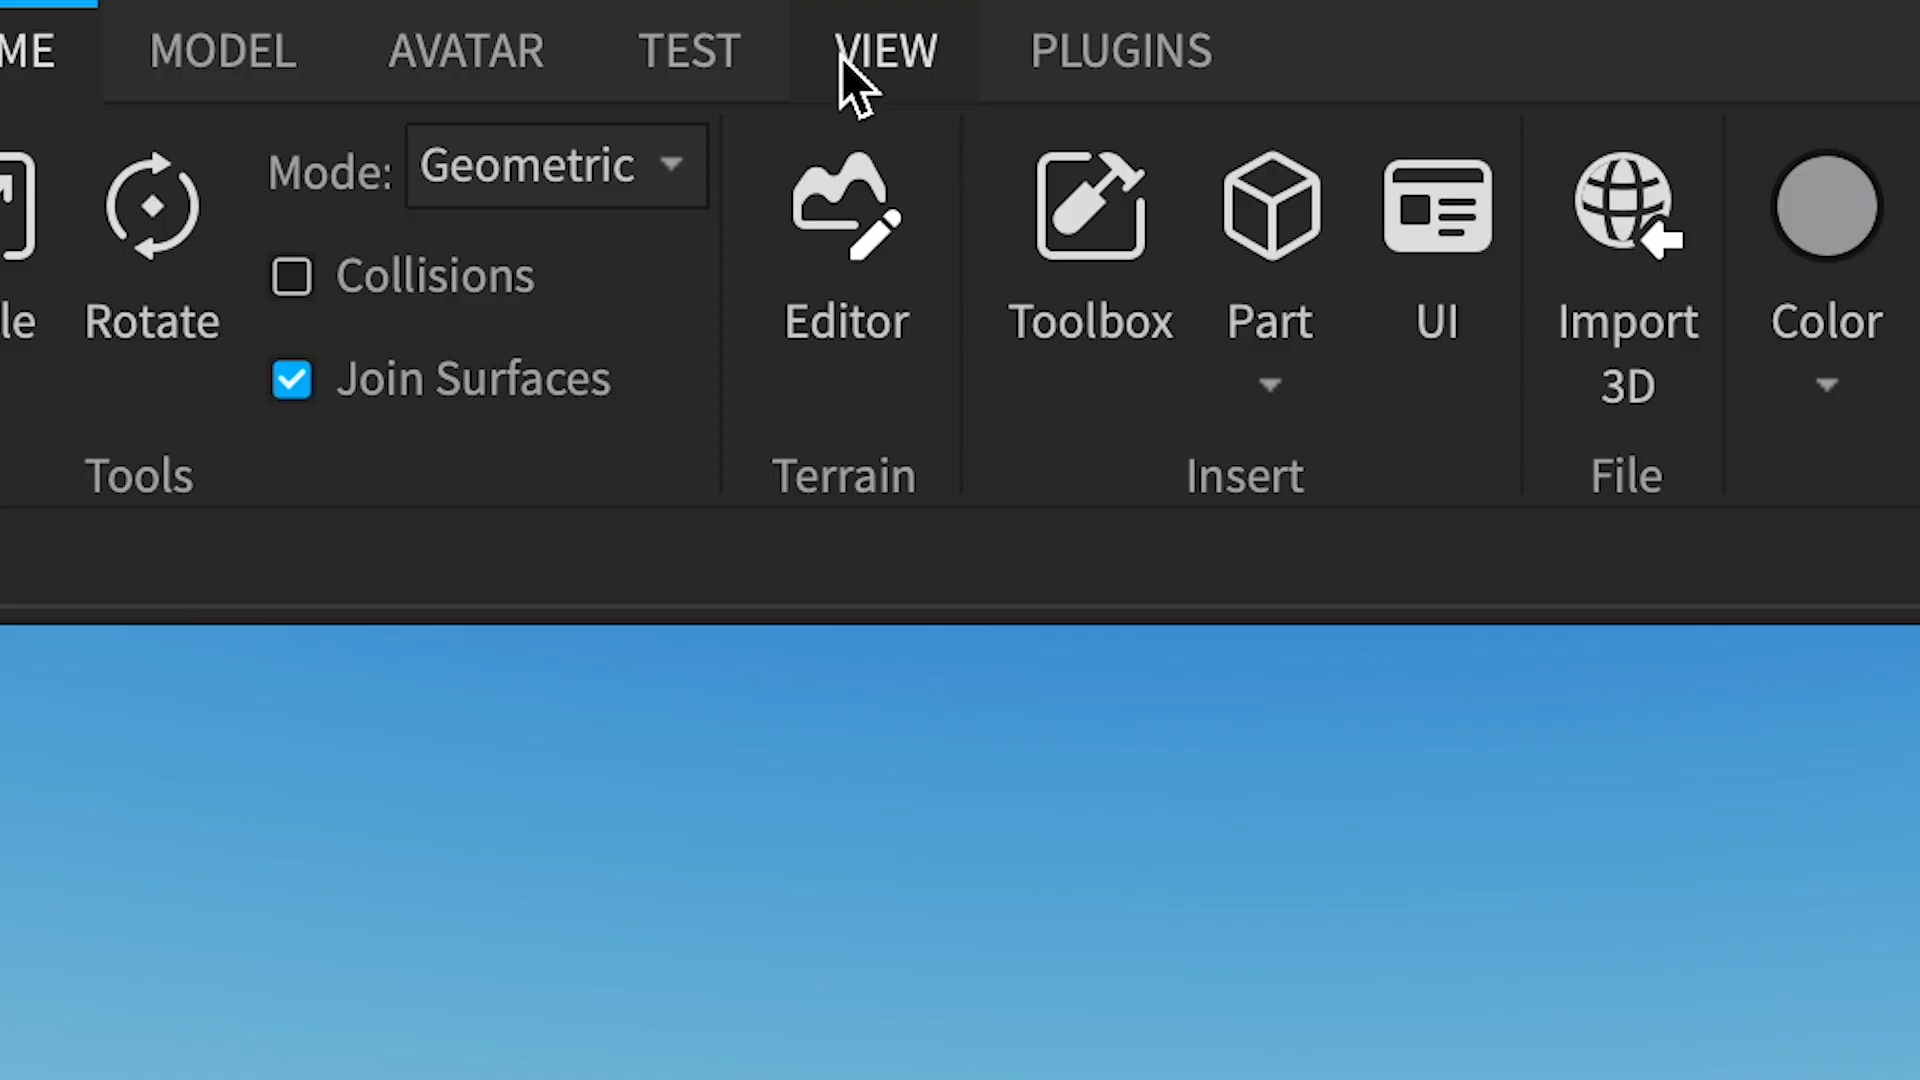 ME MODEL AVATAR TEST VIEW PLUGINS
Mode: Geometric
Collisions
Join Surfaces
le Rotate Editor Toolbox Part UI Import 3D Color
Tools Terrain Insert File